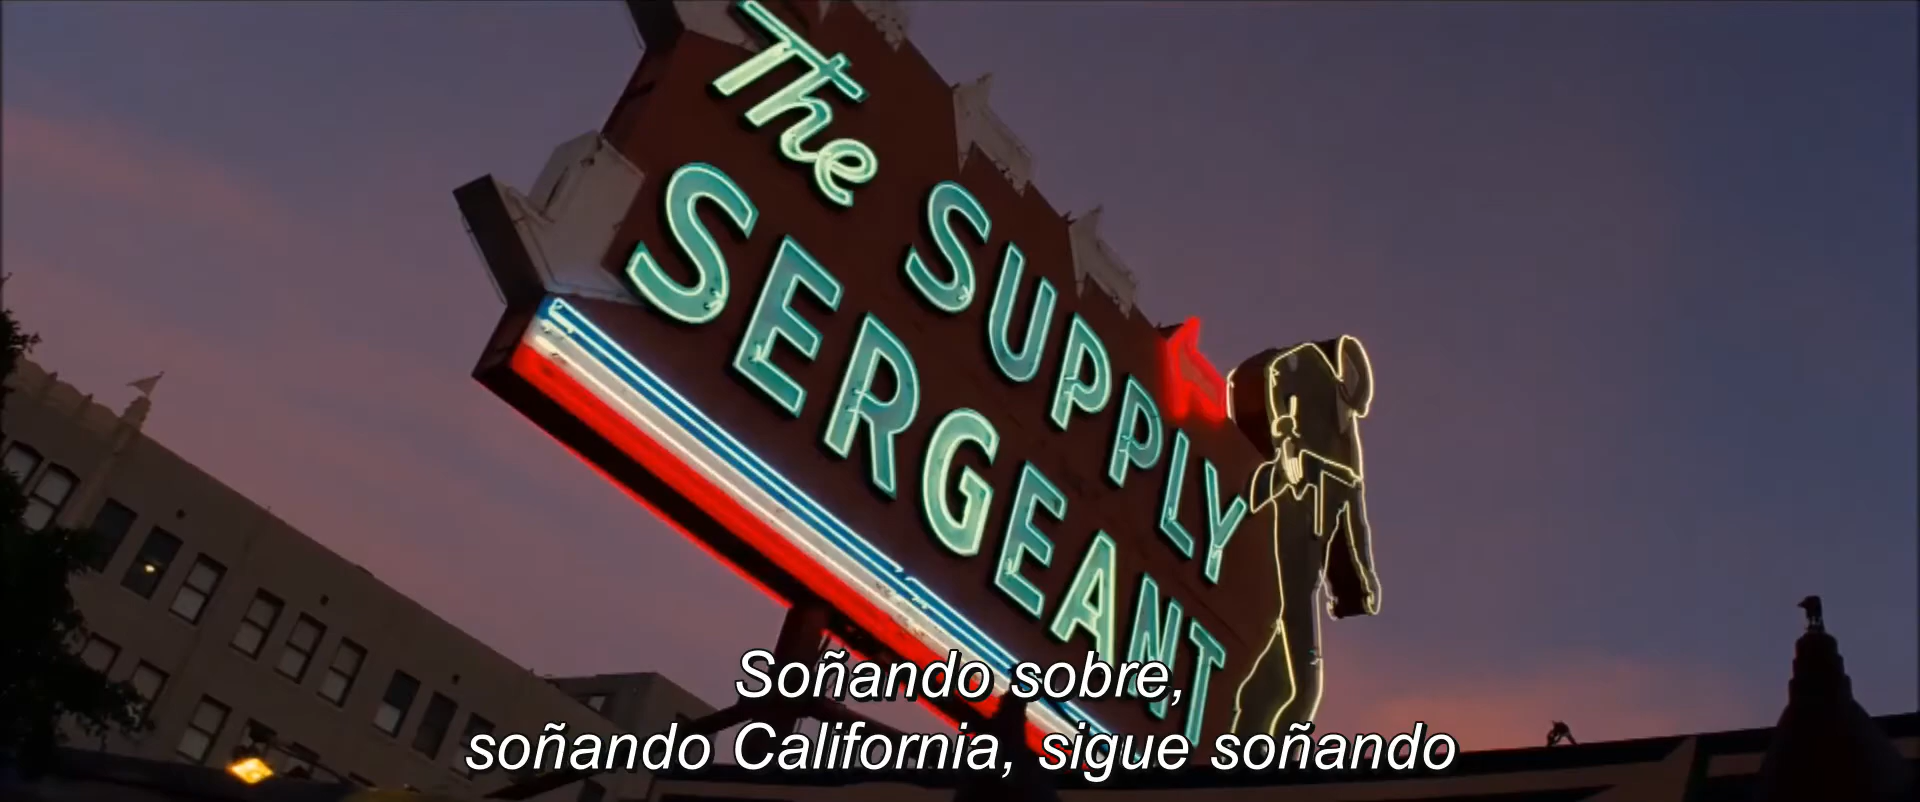 The
SUPPLY
SERGEANT
Soñando sobre,
soñando California, sigue soñando